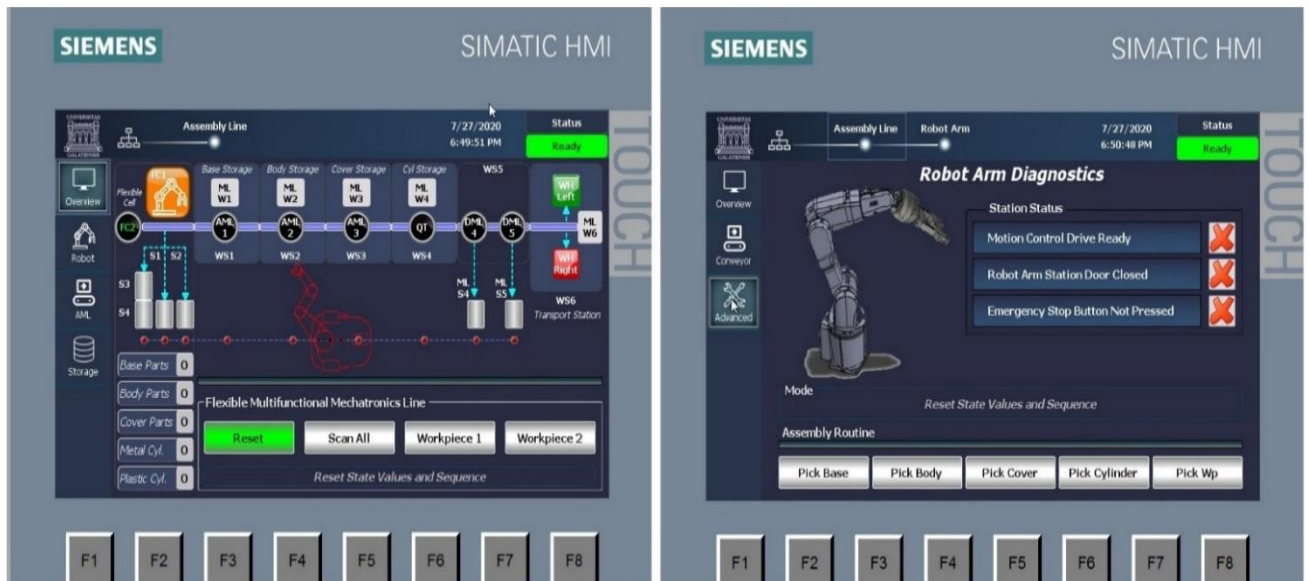 SIEMENS
SIMATIC HMI
TOUCH
UNIVERSITAS
GALATIENSIS
Assembly Line
7/27/2020
6:49:51 PM
Status
Ready
Overview
Robot
AML
Storage
Flexible
Cell
FC1
FC2
Base Storage
Body Storage
Cover Storage
Cyl Storage
WS5
ML
W1
ML
W2
ML
W3
ML
W4
WH
Left
AML
1
AML
2
AML
3
QT
DML
4
DML
5
ML
W6
S1
S2
WS1
WS2
WS3
WS4
WH
Right
S3
S4
ML
S4
ML
S5
WS6
Transport Station
Base Parts 0
Body Parts 0
Cover Parts 0
Metal Cyl. 0
Plastic Cyl. 0
Flexible Multifunctional Mechatronics Line
Reset Scan All Workpiece 1 Workpiece 2
Reset State Values and Sequence
F1 F2 F3 F4 F5 F6 F7 F8
SIEMENS
SIMATIC HMI
TOUCH
UNIVERSITAS
GALATIENSIS
Assembly Line
Robot Arm
7/27/2020
6:50:48 PM
Status
Ready
Overview
Conveyor
Advanced
Robot Arm Diagnostics
Station Status
Motion Control Drive Ready
Robot Arm Station Door Closed
Emergency Stop Button Not Pressed
Mode
Reset State Values and Sequence
Assembly Routine
Pick Base Pick Body Pick Cover Pick Cylinder Pick Wp
F1 F2 F3 F4 F5 F6 F7 F8